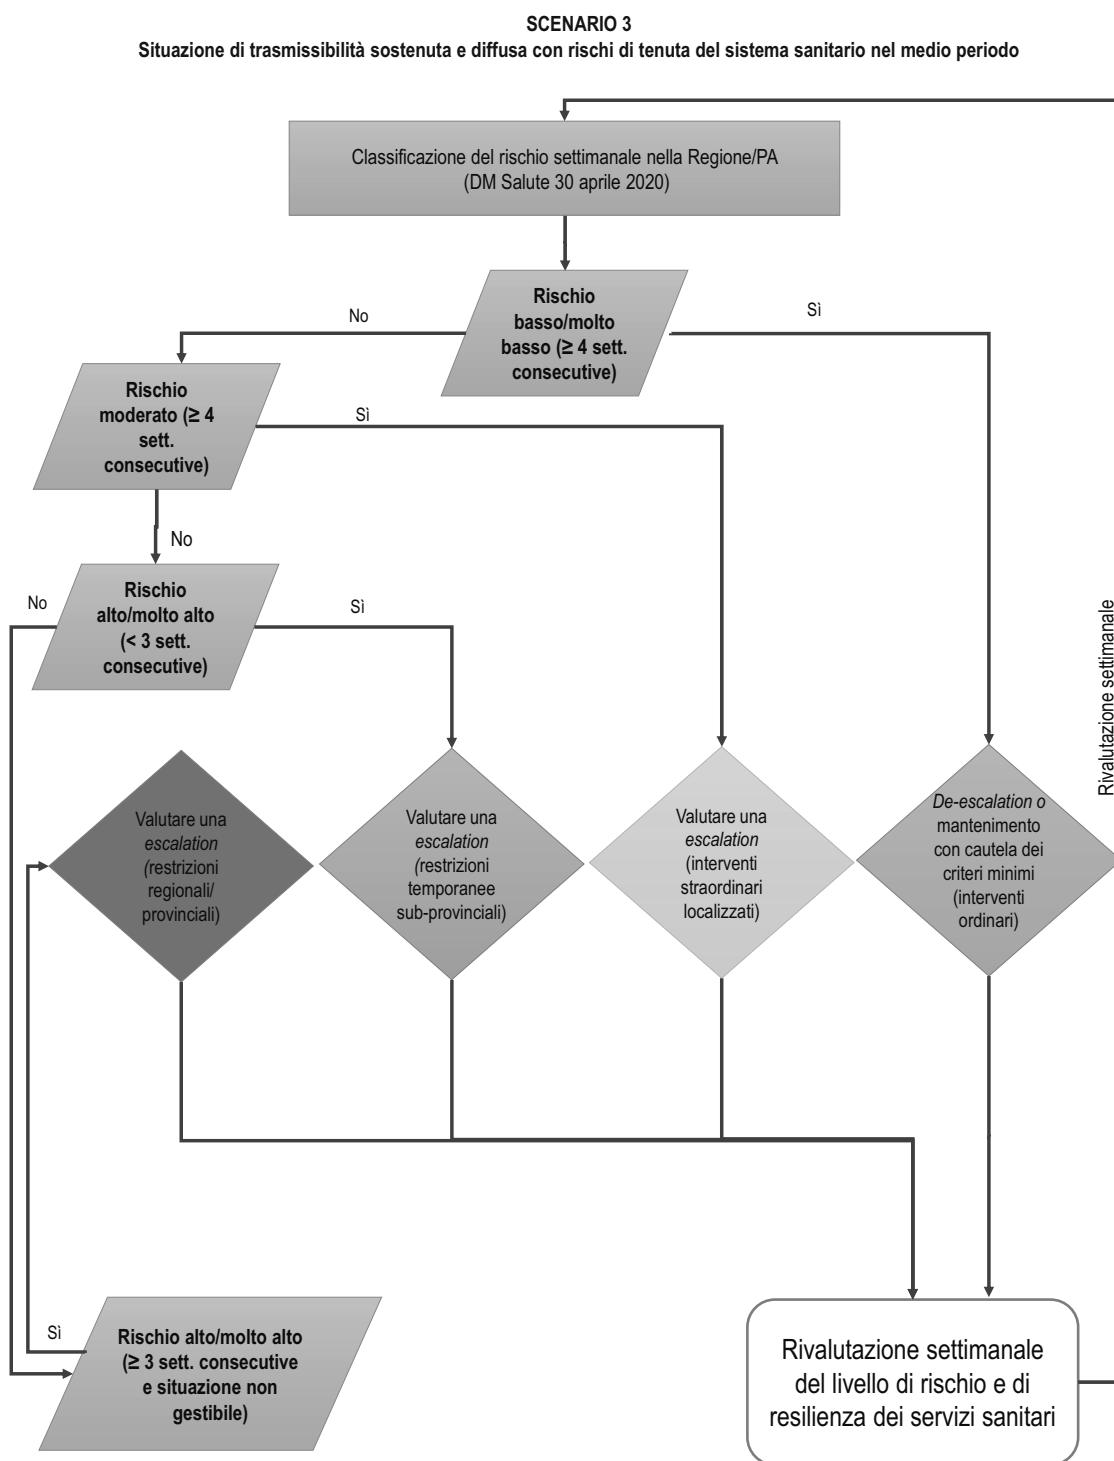 SCENARIO 3
Situazione di trasmissibilità sostenuta e diffusa con rischi di tenuta del sistema sanitario nel medio periodo
Classificazione del rischio settimanale nella Regione/PA
(DM Salute 30 aprile 2020)
Rischio
basso/molto
basso (≥ 4 sett.
consecutive)
No
Sì
Rischio
moderato (≥ 4
sett.
consecutive)
Sì
No
Rischio
alto/molto alto
(< 3 sett.
consecutive)
No
Sì
Rivalutazione settimanale
Valutare una
escalation
(restrizioni
regionali/
provinciali)
Valutare una
escalation
(restrizioni
temporanee
sub-provinciali)
Valutare una
escalation
(interventi
straordinari
localizzati)
De-escalation o
mantenimento
con cautela dei
criteri minimi
(interventi
ordinari)
Sì
Rischio alto/molto alto
(≥ 3 sett. consecutive
e situazione non
gestibile)
Rivalutazione settimanale
del livello di rischio e di
resilienza dei servizi sanitari